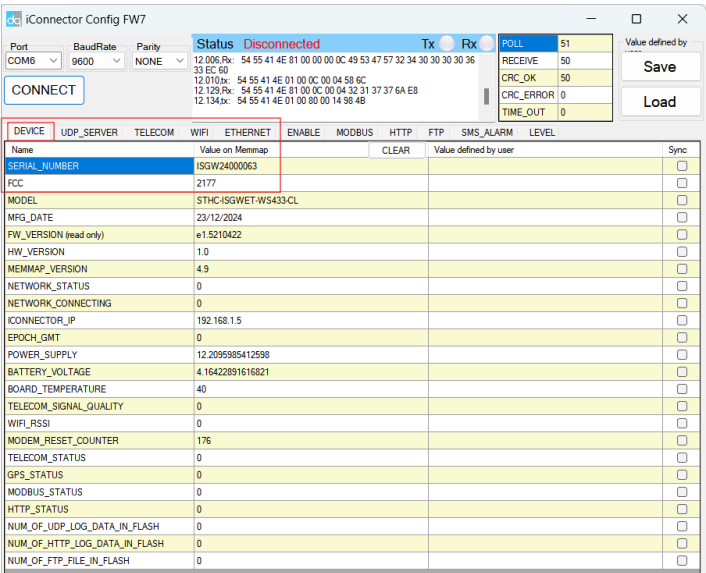 iConnector Config FW7
Port BaudRate Parity
COM6 9600 NONE
CONNECT
Status Disconnected Tx Rx
12.006,Rx: 54 55 41 4E 81 00 00 00 0C 49 53 47 57 32 34 30 30 30 30 36
33 EC 60
12.010,tx: 54 55 41 4E 01 00 0C 00 04 58 6C
12.129,Rx: 54 55 41 4E 81 00 0C 00 04 32 31 37 37 6A E8
12.134,tx: 54 55 41 4E 01 00 80 00 14 98 4B
POLL 51
RECEIVE 50
CRC_OK 50
CRC_ERROR 0
TIME_OUT 0
Value defined by
Save
Load
DEVICE UDP_SERVER TELECOM WIFI ETHERNET ENABLE MODBUS HTTP FTP SMS_ALARM LEVEL
Name Value on Memmap CLEAR Value defined by user Sync
SERIAL_NUMBER ISGW24000063
FCC 2177
MODEL STHC-ISGWET-WS433-CL
MFG_DATE 23/12/2024
FW_VERSION (read only) e1.5210422
HW_VERSION 1.0
MEMMAP_VERSION 4.9
NETWORK_STATUS 0
NETWORK_CONNECTING 0
ICONNECTOR_IP 192.168.1.5
EPOCH_GMT 0
POWER_SUPPLY 12.2095985412598
BATTERY_VOLTAGE 4.16422891616821
BOARD_TEMPERATURE 40
TELECOM_SIGNAL_QUALITY 0
WIFI_RSSI 0
MODEM_RESET_COUNTER 176
TELECOM_STATUS 0
GPS_STATUS 0
MODBUS_STATUS 0
HTTP_STATUS 0
NUM_OF_UDP_LOG_DATA_IN_FLASH 0
NUM_OF_HTTP_LOG_DATA_IN_FLASH 0
NUM_OF_FTP_FILE_IN_FLASH 0